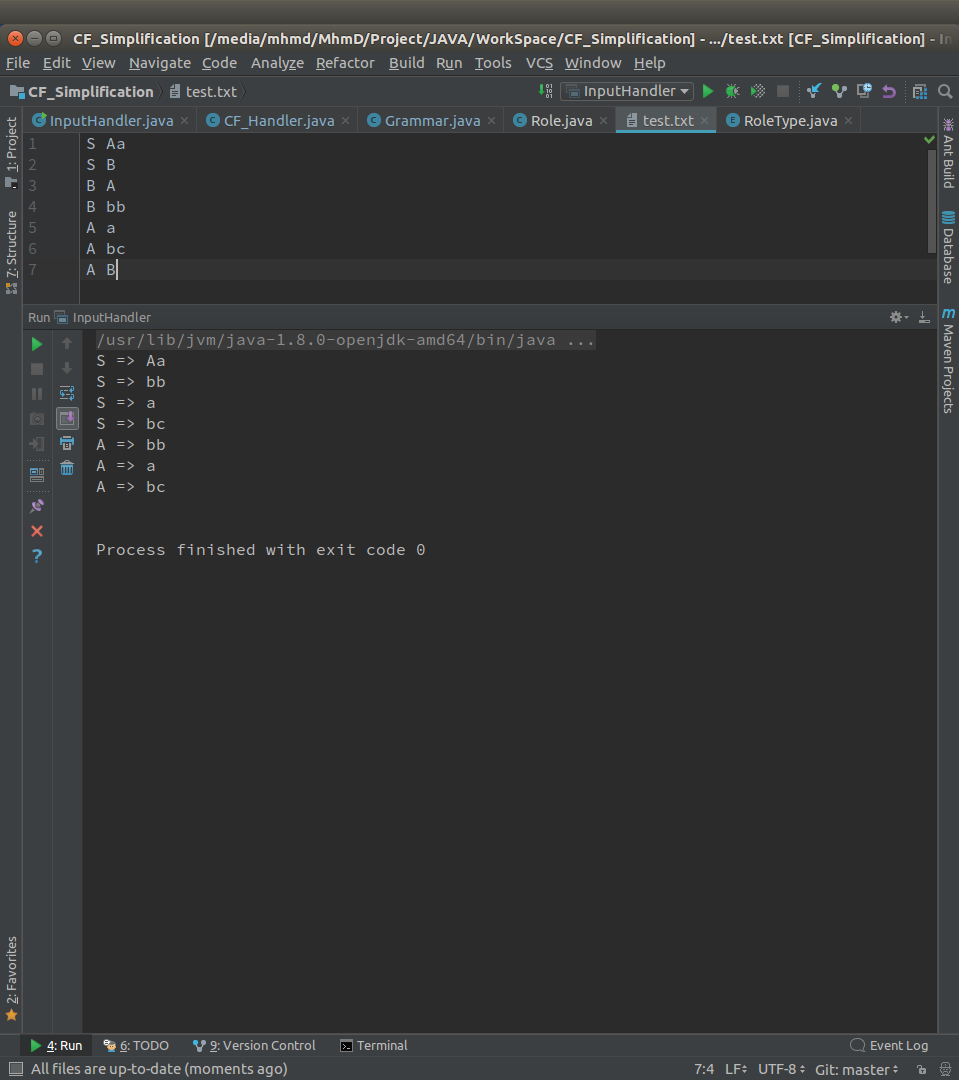 CF_Simplification [/media/mhmd/MhmD/Project/JAVA/WorkSpace/CF_Simplification] - .../test.txt [CF_Simplification] - In
File Edit View Navigate Code Analyze Refactor Build Run Tools VCS Window Help
CF_Simplification test.txt InputHandler
InputHandler.java CF_Handler.java Grammar.java Role.java test.txt RoleType.java
1 S Aa
2 S B
3 B A
4 B bb
5 A a
6 A bc
7 A B
1: Project
7: Structure
Ant Build
Database
Maven Projects
Run InputHandler
/usr/lib/jvm/java-1.8.0-openjdk-amd64/bin/java ...
S => Aa
S => bb
S => a
S => bc
A => bb
A => a
A => bc
Process finished with exit code 0
2: Favorites
4: Run 6: TODO 9: Version Control Terminal Event Log
All files are up-to-date (moments ago) 7:4 LF UTF-8 Git: master